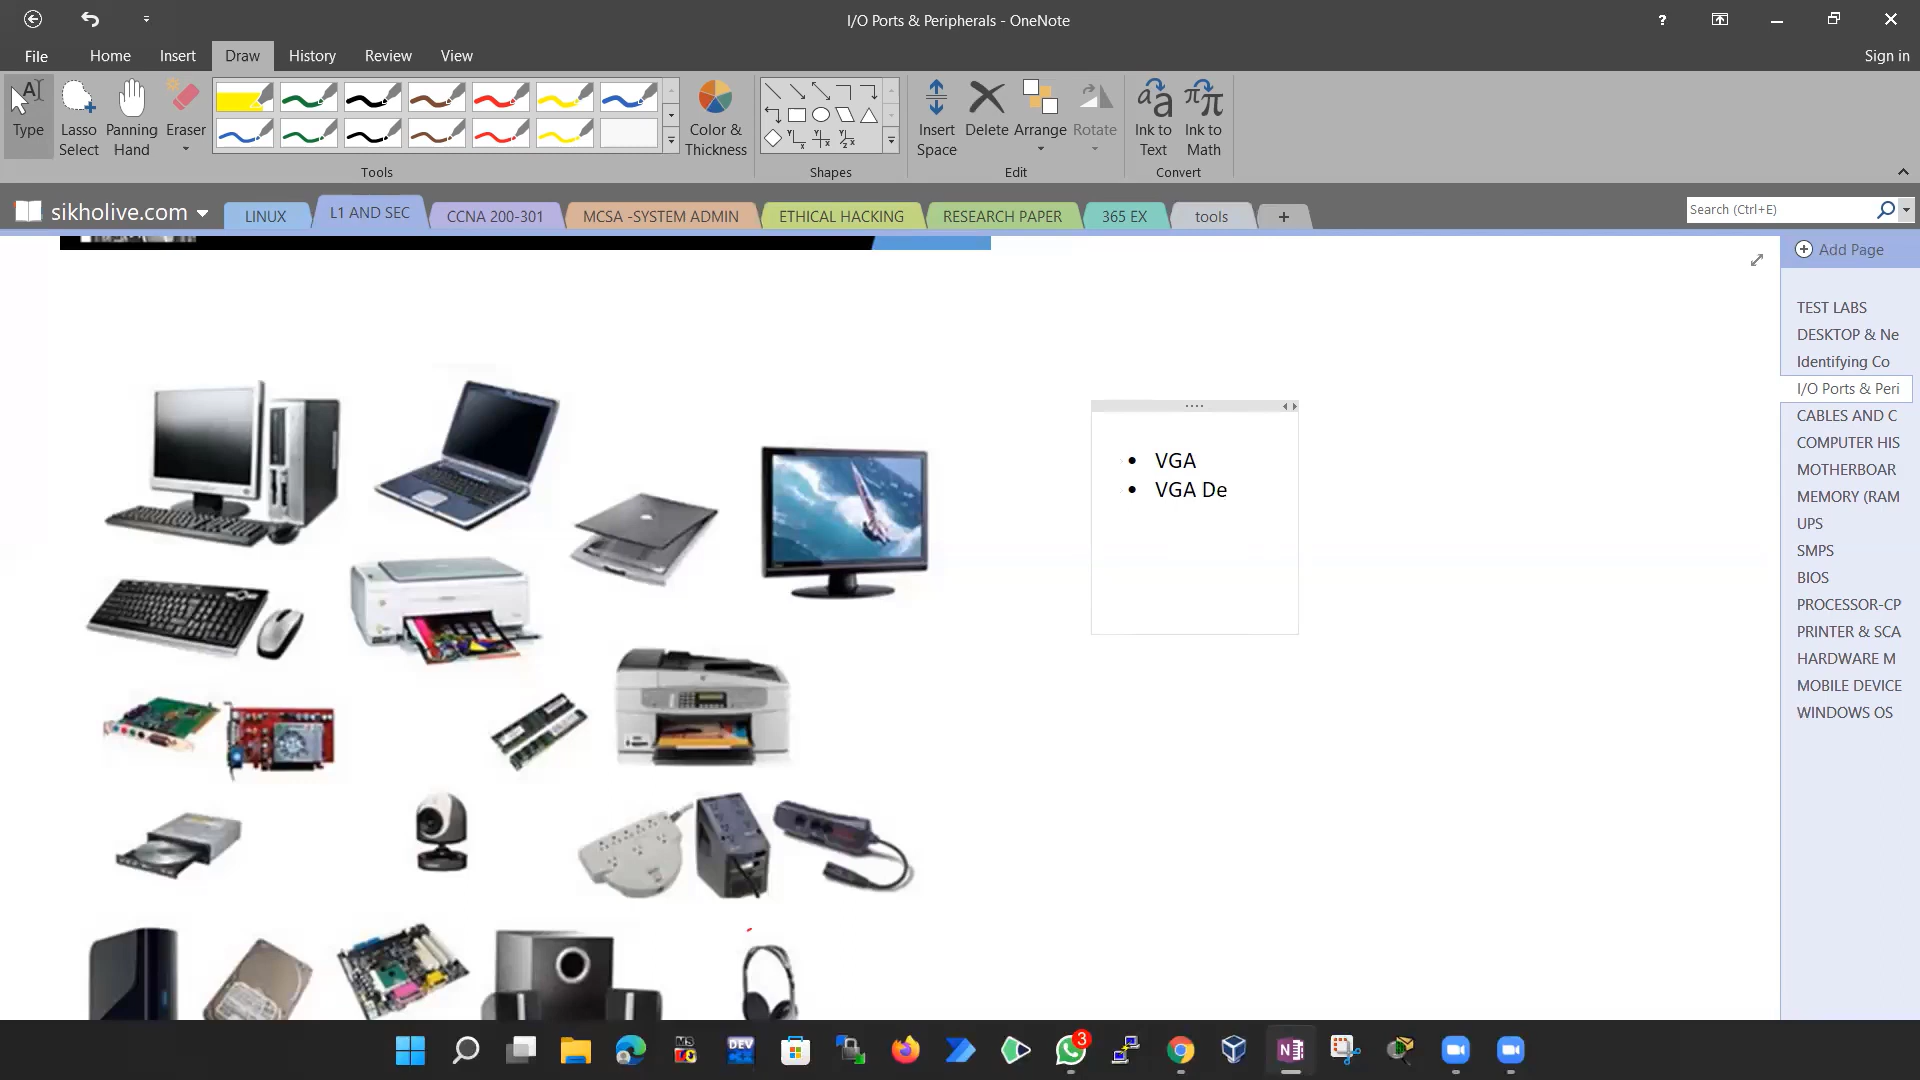 I/O Ports & Peripherals - OneNote
?
File
Home
Insert
Draw
History
Review
View
Sign in
Type
Lasso Select
Panning Hand
Eraser
Color & Thickness
Insert Space
Delete
Arrange
Rotate
Ink to Text
Ink to Math
Tools
Shapes
Edit
Convert
sikholive.com
LINUX
L1 AND SEC
CCNA 200-301
MCSA -SYSTEM ADMIN
ETHICAL HACKING
RESEARCH PAPER
365 EX
tools
+
Search (Ctrl+E)
Add Page
TEST LABS
DESKTOP & Ne
Identifying Co
I/O Ports & Peri
CABLES AND C
COMPUTER HIS
MOTHERBOAR
MEMORY (RAM
UPS
SMPS
BIOS
PROCESSOR-CP
PRINTER & SCA
HARDWARE M
MOBILE DEVICE
WINDOWS OS
• VGA
• VGA De
DEV
3
N